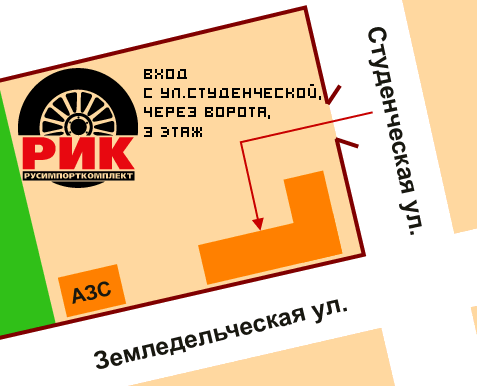 ВХОД
С УЛ.СТУДЕНЧЕСКОЙ,
ЧЕРЕЗ ВОРОТА,
3 ЭТАЖ
РИК
РУСИМПОРТКОМПЛЕКТ
Студенческая ул.
АЗС
Земледельческая ул.